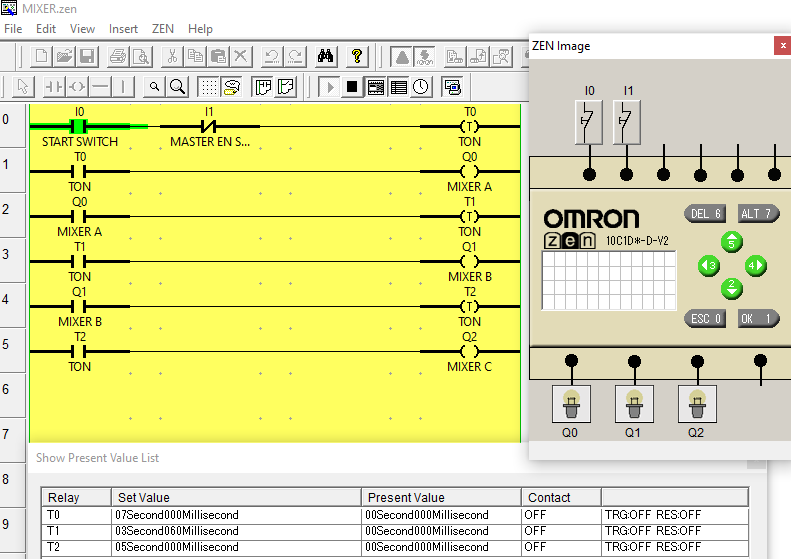 MIXER.zen
File Edit View Insert ZEN Help
ZEN Image
I0 I1
0 I0 I1 T0
START SWITCH MASTER EN S... TON
1 T0 Q0
TON MIXER A
2 Q0 T1
MIXER A TON
3 T1 Q1
TON MIXER B
4 Q1 T2
MIXER B TON
5 T2 Q2
TON MIXER C
6
7
8
9
OMRON
zen 10C1D*-D-V2
DEL 6 ALT 7
5
3 4
2
ESC 0 OK 1
Q0 Q1 Q2
Show Present Value List
Relay Set Value Present Value Contact
T0 07Second000Millisecond 00Second000Millisecond OFF TRG:OFF RES:OFF
T1 03Second060Millisecond 00Second000Millisecond OFF TRG:OFF RES:OFF
T2 05Second000Millisecond 00Second000Millisecond OFF TRG:OFF RES:OFF